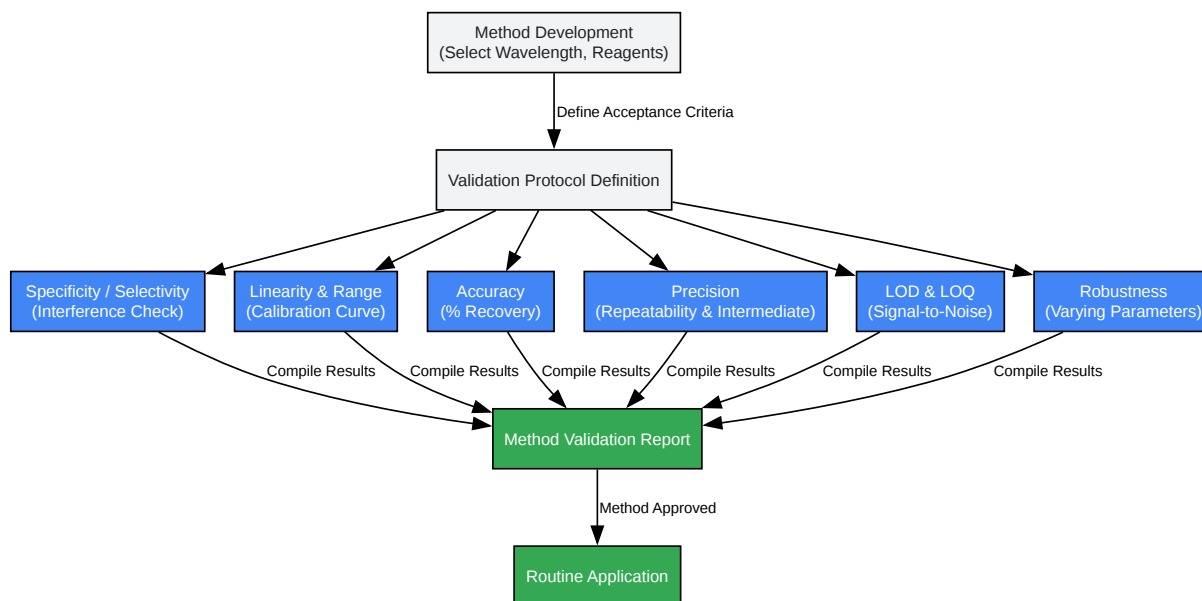 Method Development
(Select Wavelength, Reagents)
Define Acceptance Criteria
Validation Protocol Definition
Specificity / Selectivity
(Interference Check)
Linearity & Range
(Calibration Curve)
Accuracy
(% Recovery)
Precision
(Repeatability & Intermediate)
LOD & LOQ
(Signal-to-Noise)
Robustness
(Varying Parameters)
Compile Results
Compile Results
Compile Results
Compile Results
Compile Results
Compile Results
Method Validation Report
Method Approved
Routine Application